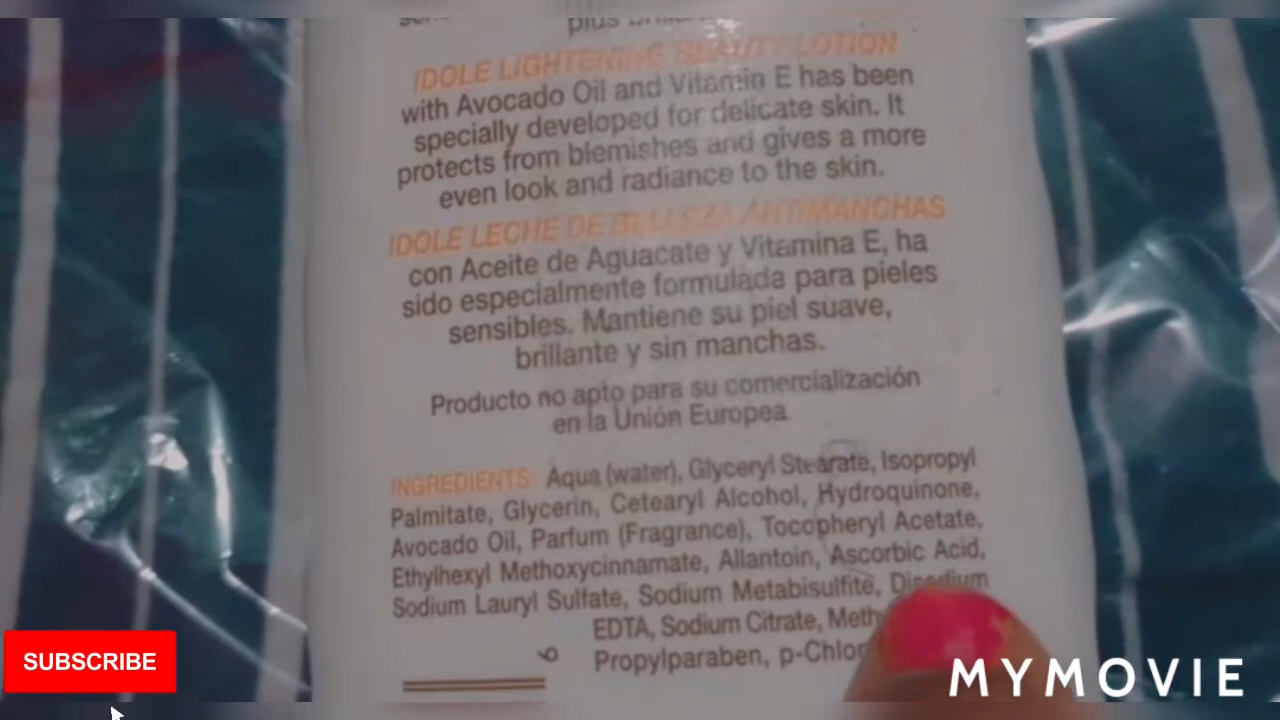 plus
IDOLE LIGHTENING BEAUTY LOTION
with Avocado Oil and Vitamin E has been
specially developed for delicate skin. It
protects from blemishes and gives a more
even look and radiance to the skin.
IDOLE LECHE DE BELLEZA ANTIMANCHAS
con Aceite de Aguacate y Vitamina E, ha
sido especialmente formulada para pieles
sensibles. Mantiene su piel suave,
brillante y sin manchas.
Producto no apto para su comercialización
en la Unión Europea
INGREDIENTS: Aqua (water), Glyceryl Stearate, Isopropyl
Palmitate, Glycerin, Cetearyl Alcohol, Hydroquinone,
Avocado Oil, Parfum (Fragrance), Tocopheryl Acetate,
Ethylhexyl Methoxycinnamate, Allantoin, Ascorbic Acid,
Sodium Lauryl Sulfate, Sodium Metabisulfite, Disodium
EDTA, Sodium Citrate, Meth
Propylparaben, p-Chlor
SUBSCRIBE
MYMOVIE